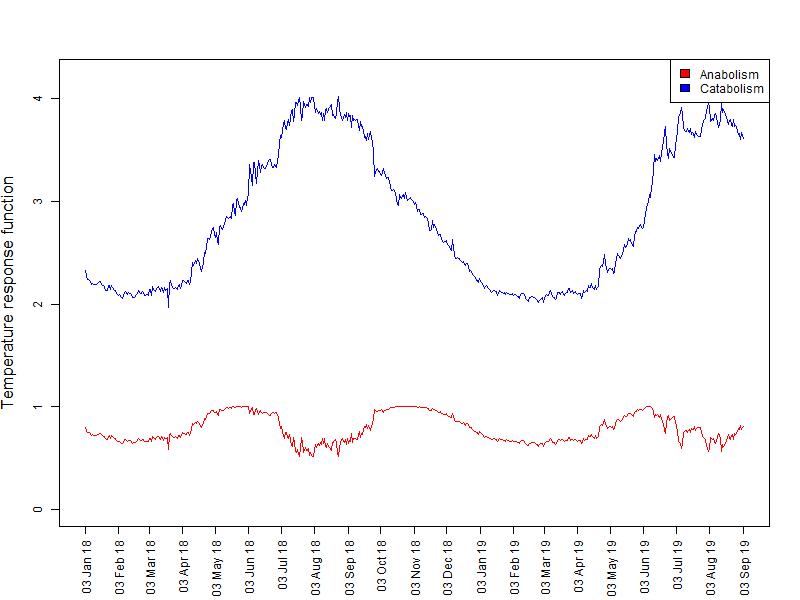 Anabolism
Catabolism
Temperature response function
4
3
2
1
0
03 Jan 18
03 Feb 18
03 Mar 18
03 Apr 18
03 May 18
03 Jun 18
03 Jul 18
03 Aug 18
03 Sep 18
03 Oct 18
03 Nov 18
03 Dec 18
03 Jan 19
03 Feb 19
03 Mar 19
03 Apr 19
03 May 19
03 Jun 19
03 Jul 19
03 Aug 19
03 Sep 19